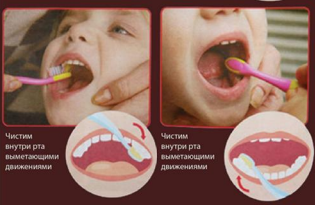 Чистим
внутри рта
выметающими
движениями
Чистим
внутри рта
выметающими
движениями